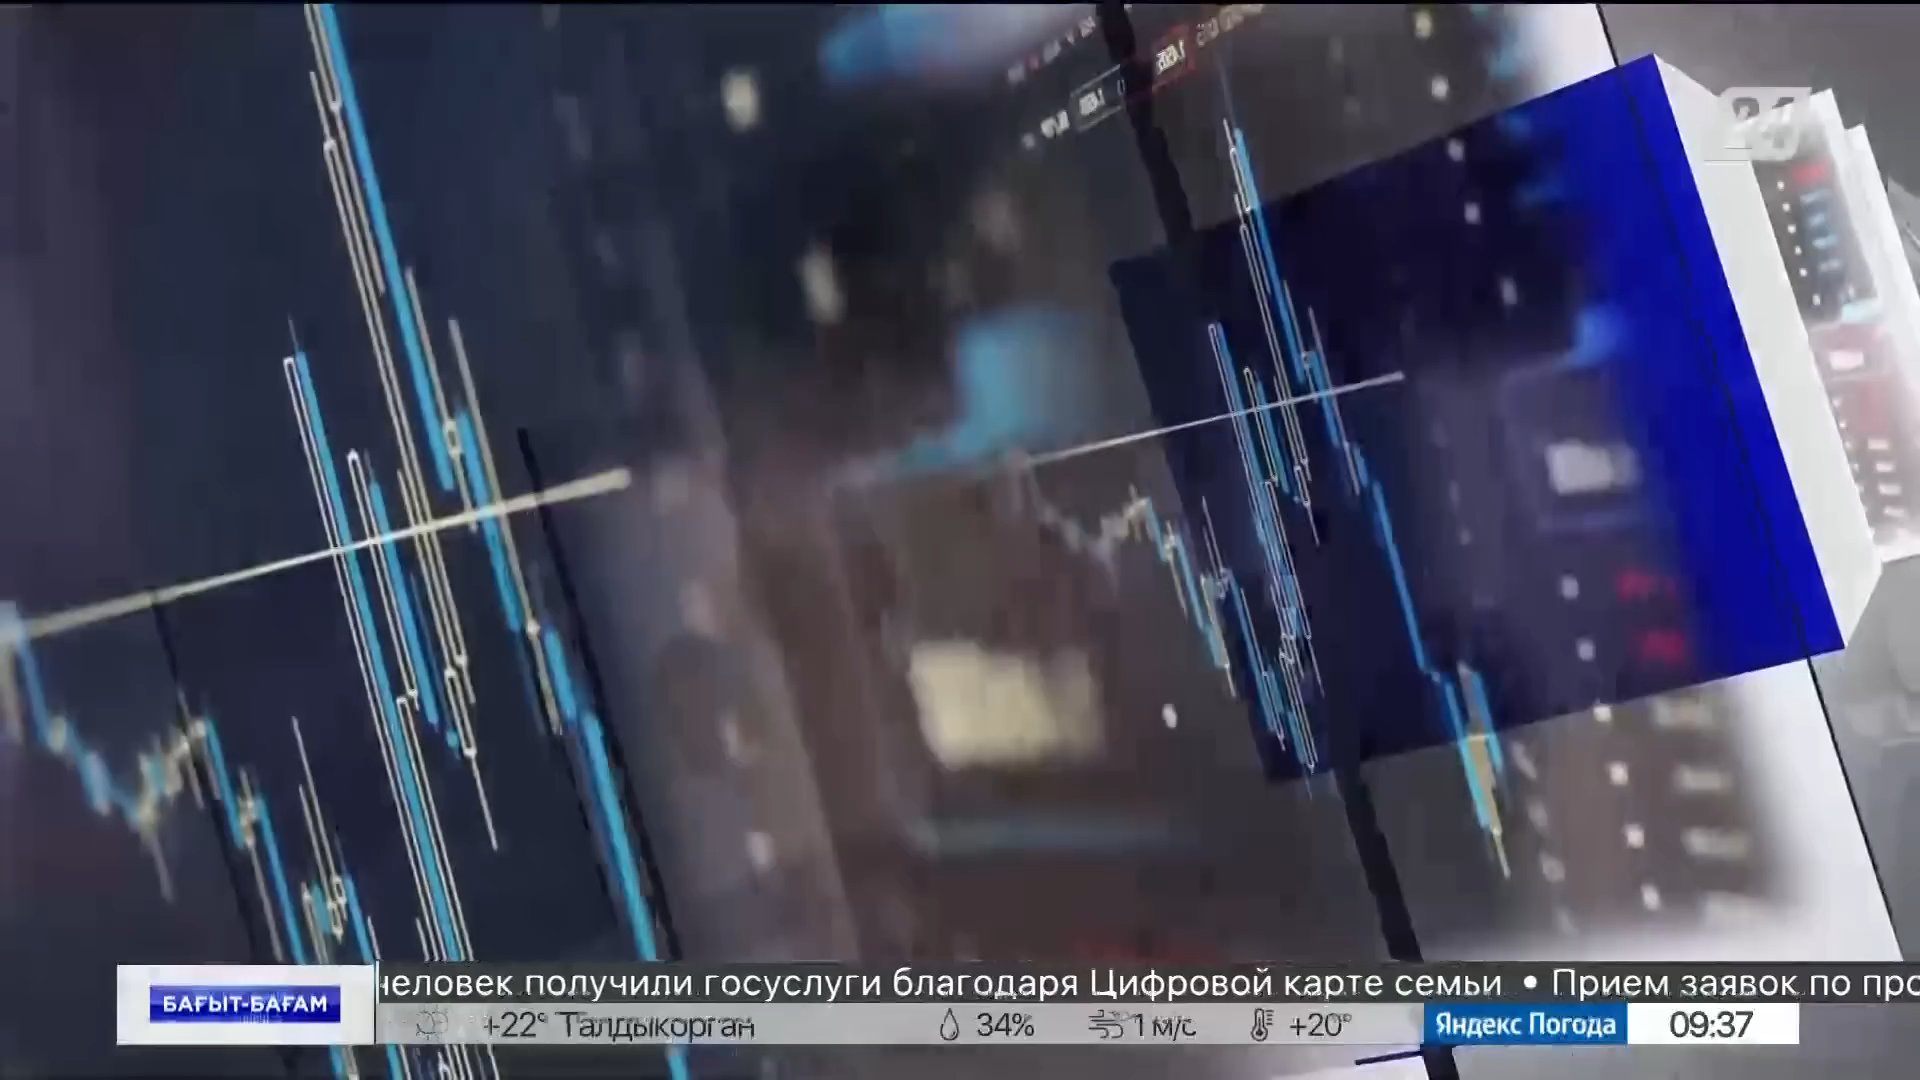 24
человек получили госуслуги благодаря Цифровой карте семьи • Прием заявок по про
БАҒЫТ-БАҒАМ
+22° Талдыкорган 34% 1 м/с +20° Яндекс Погода 09:37